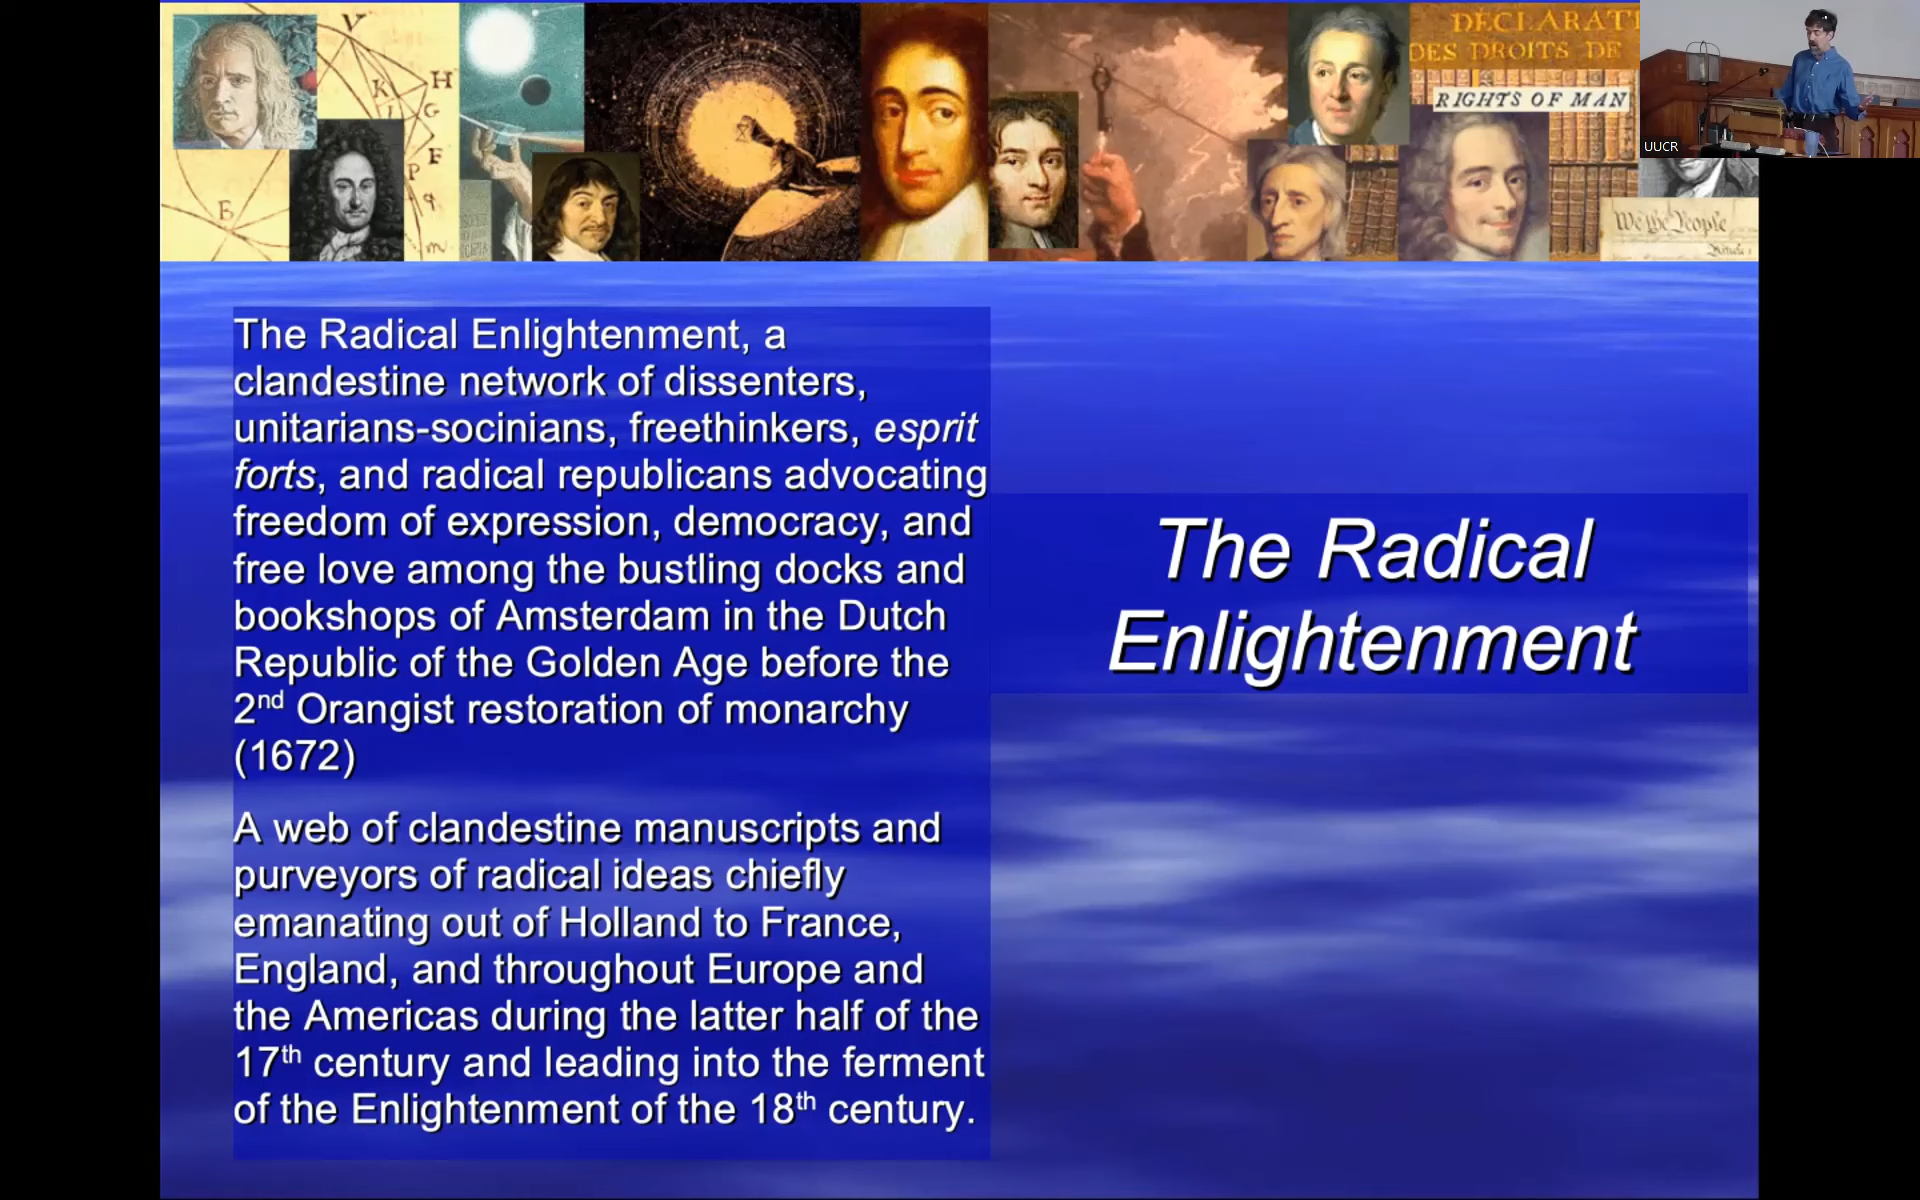 V
K
H
L
G
F
P
q
B
m
DÉCLARATI
DES DROITS DE
RIGHTS OF MAN
We the People
UUCR
The Radical Enlightenment, a
clandestine network of dissenters,
unitarians-socinians, freethinkers, esprit
forts, and radical republicans advocating
freedom of expression, democracy, and
free love among the bustling docks and
bookshops of Amsterdam in the Dutch
Republic of the Golden Age before the
2nd Orangist restoration of monarchy
(1672)
A web of clandestine manuscripts and
purveyors of radical ideas chiefly
emanating out of Holland to France,
England, and throughout Europe and
the Americas during the latter half of the
17th century and leading into the ferment
of the Enlightenment of the 18th century.
The Radical
Enlightenment